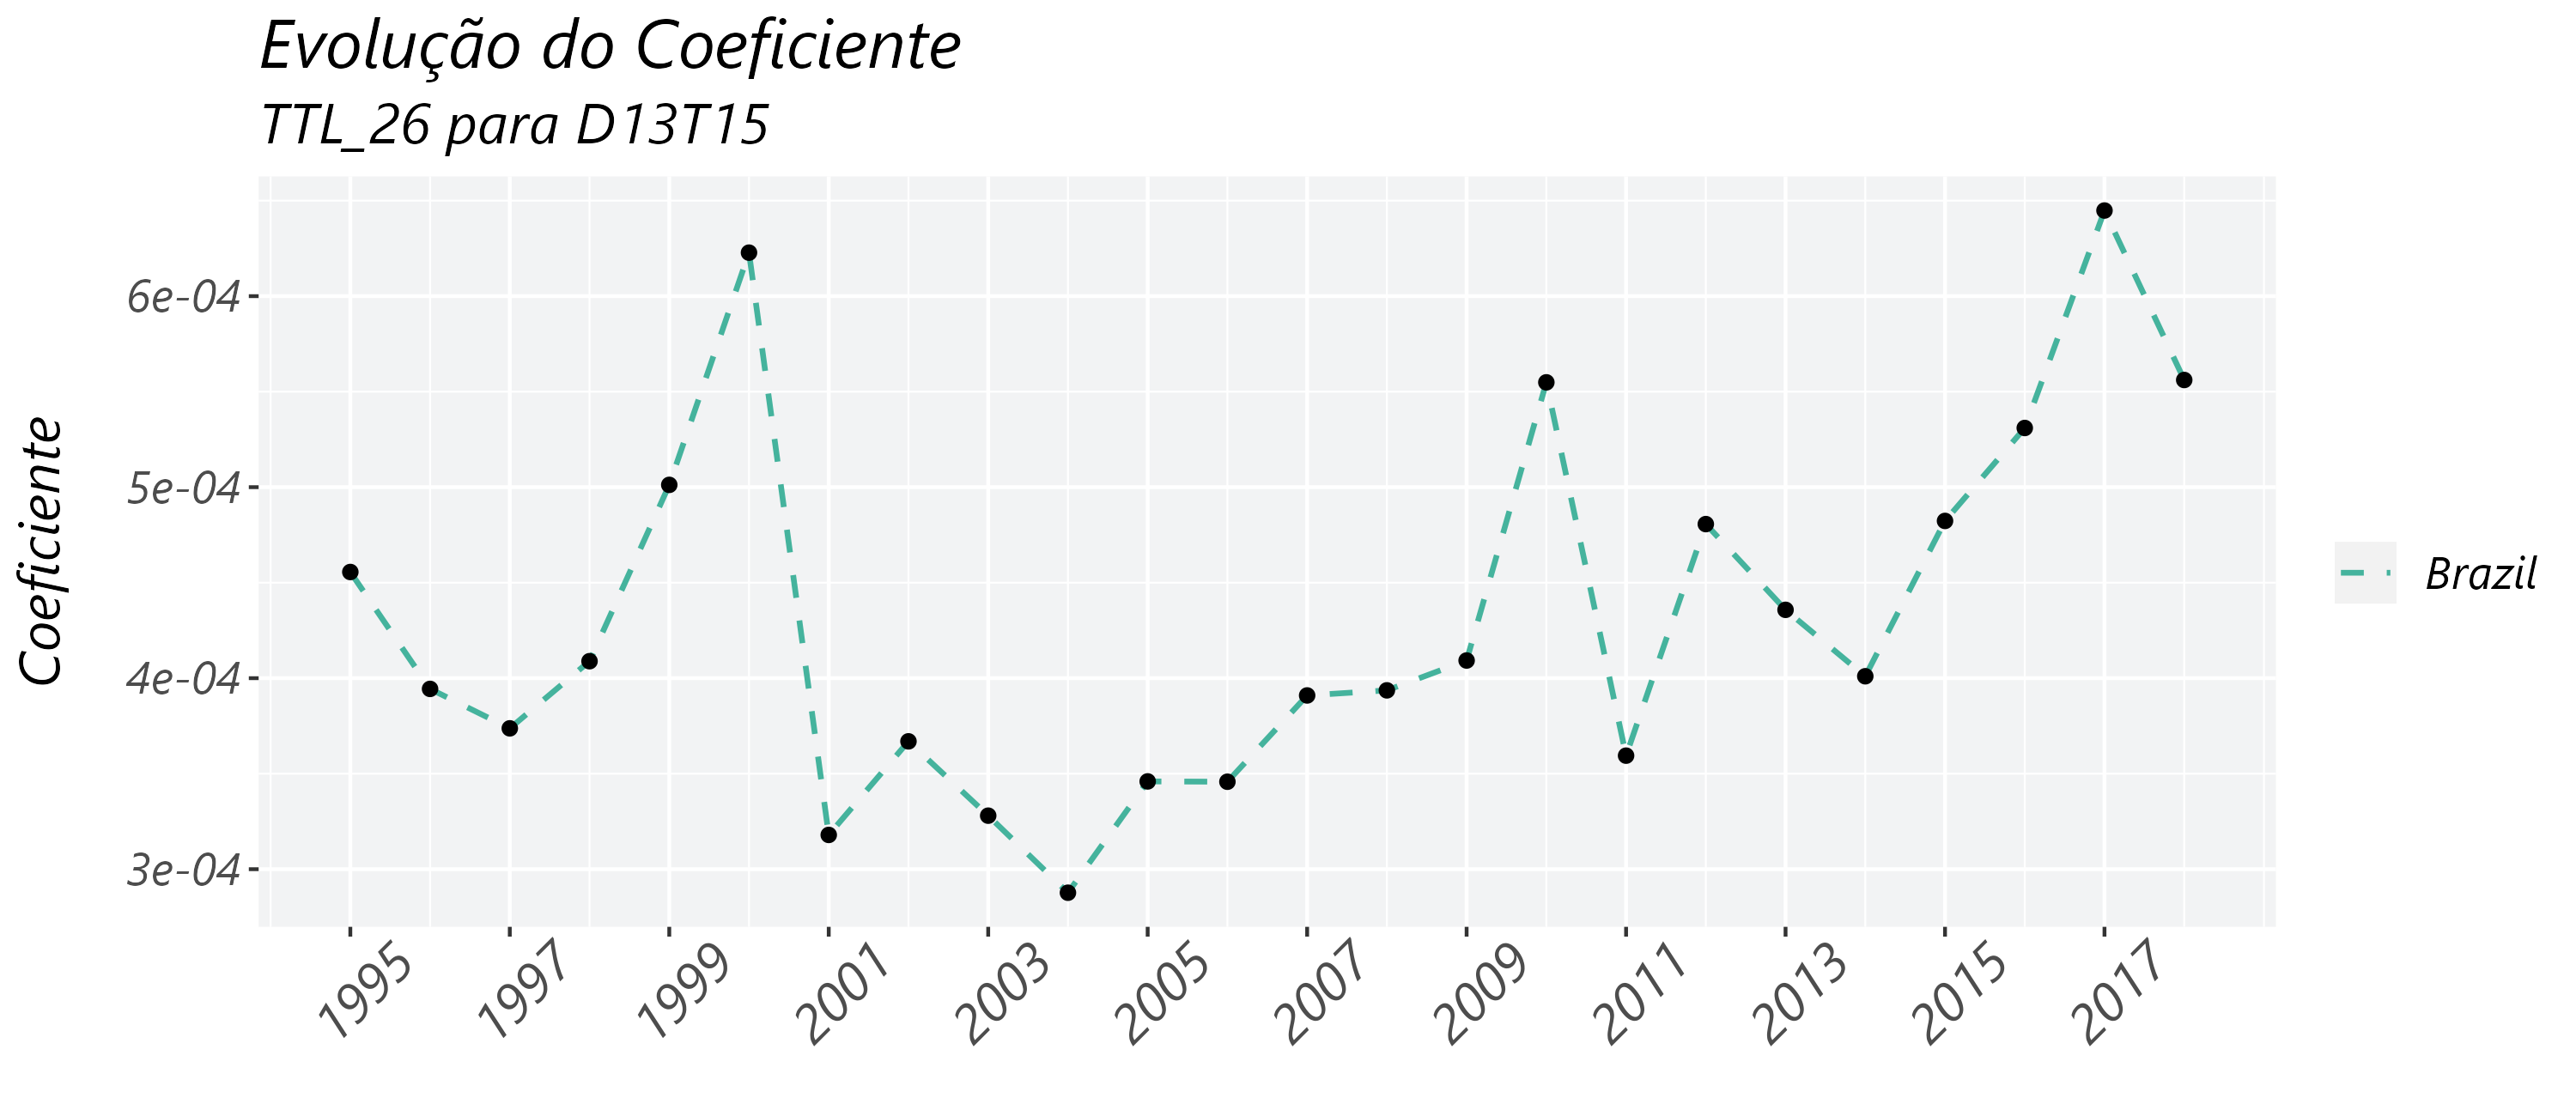 Evolução do Coeficiente
TTL_26 para D13T15
Coeficiente
6e-04
5e-04
4e-04
3e-04
1995
1997
1999
2001
2003
2005
2007
2009
2011
2013
2015
2017
Brazil